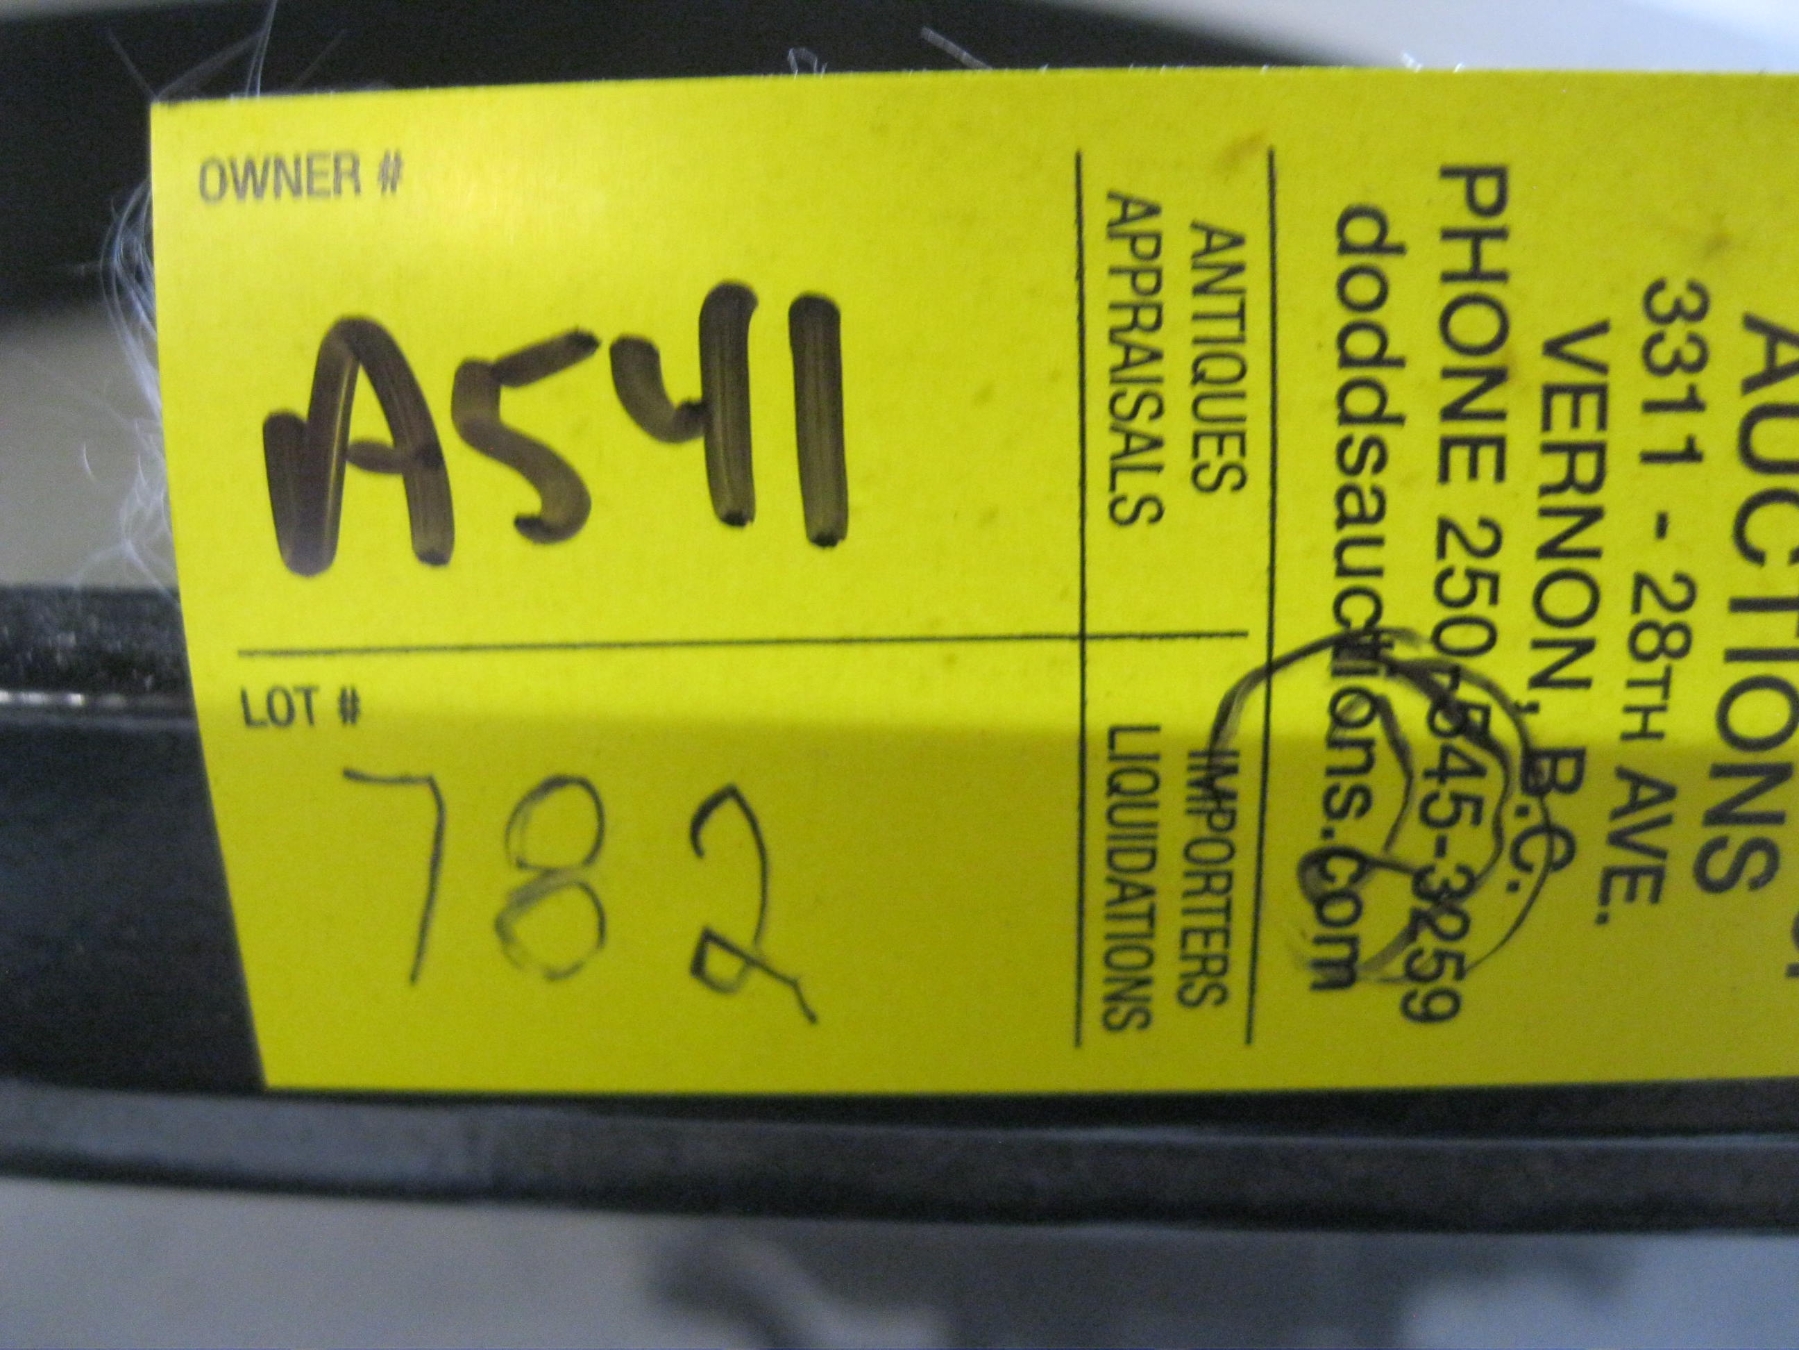 OWNER #
A541
LOT #
782
ANTIQUES
APPRAISALS
IMPORTERS
LIQUIDATIONS
AUCTIONS
3311 - 28TH AVE.
VERNON, B.C.
PHONE 250-545-3259
doddsauctions.com